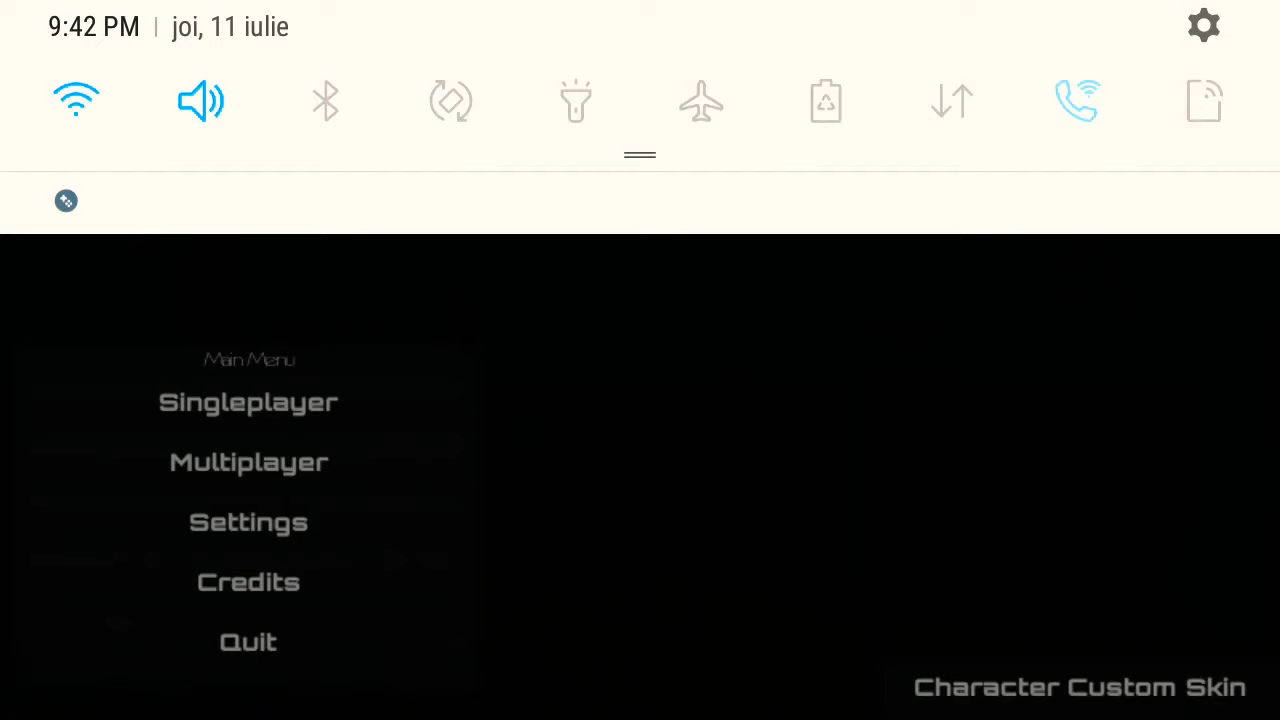 9:42 PM | joi, 11 iulie
Main Menu
Singleplayer
Multiplayer
Settings
Credits
Quit
Character Custom Skin